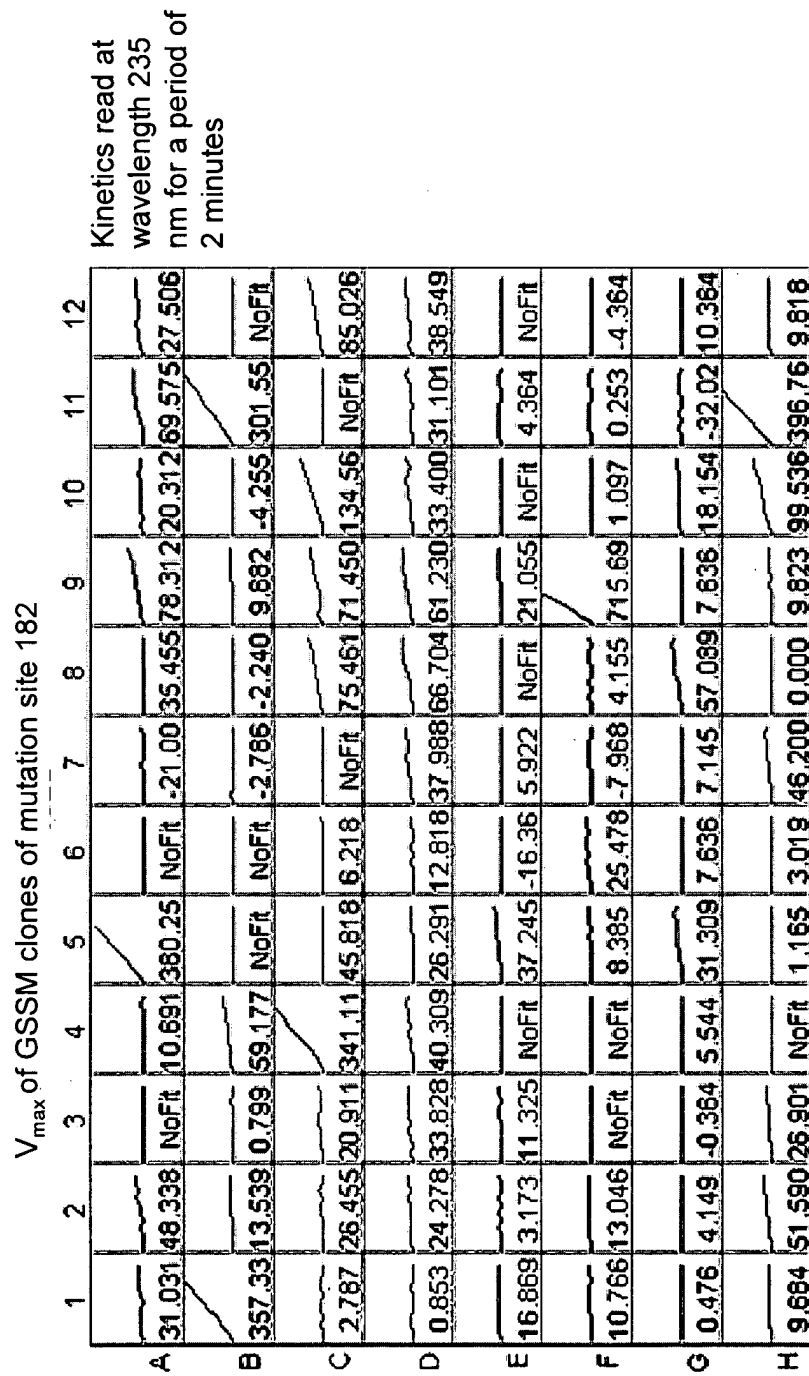 V_max of GSSM clones of mutation site 182
1 2 3 4 5 6 7 8 9 10 11 12
A 31.031 48.338 NoFit 10.691 380.25 NoFit -21.00 35.455 78.312 20.312 69.575 27.506
B 357.33 13.539 0.799 59.177 NoFit NoFit -2.786 -2.240 9.682 -4.255 301.55 NoFit
C 2.787 26.455 20.911 341.11 45.818 6.218 NoFit 75.461 71.450 134.56 NoFit 85.026
D 0.853 24.278 33.828 40.309 26.291 12.818 37.988 66.704 61.230 33.400 31.101 38.549
E 16.869 3.173 11.325 NoFit 37.245 -16.36 5.922 NoFit 21.055 NoFit 4.364 NoFit
F 10.766 13.046 NoFit NoFit 8.385 25.478 -7.968 4.155 715.69 1.097 0.253 -4.364
G 0.476 4.149 -0.364 5.544 31.309 7.636 7.145 57.089 7.636 18.154 -32.02 10.364
H 9.684 51.590 26.901 NoFit 1.165 3.019 46.200 0.000 9.823 99.536 396.76 9.818
Kinetics read at
wavelength 235
nm for a period of
2 minutes